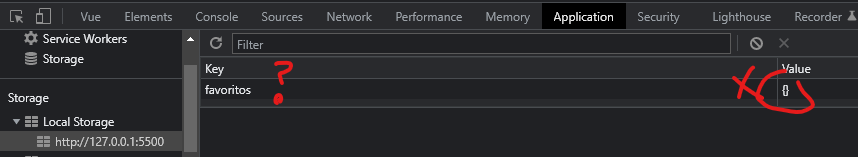 Vue Elements Console Sources Network Performance Memory Application Security Lighthouse Recorder
Service Workers
Filter
Storage
Key Value
?
favoritos {}
X
Storage
Local Storage
http://127.0.0.1:5500